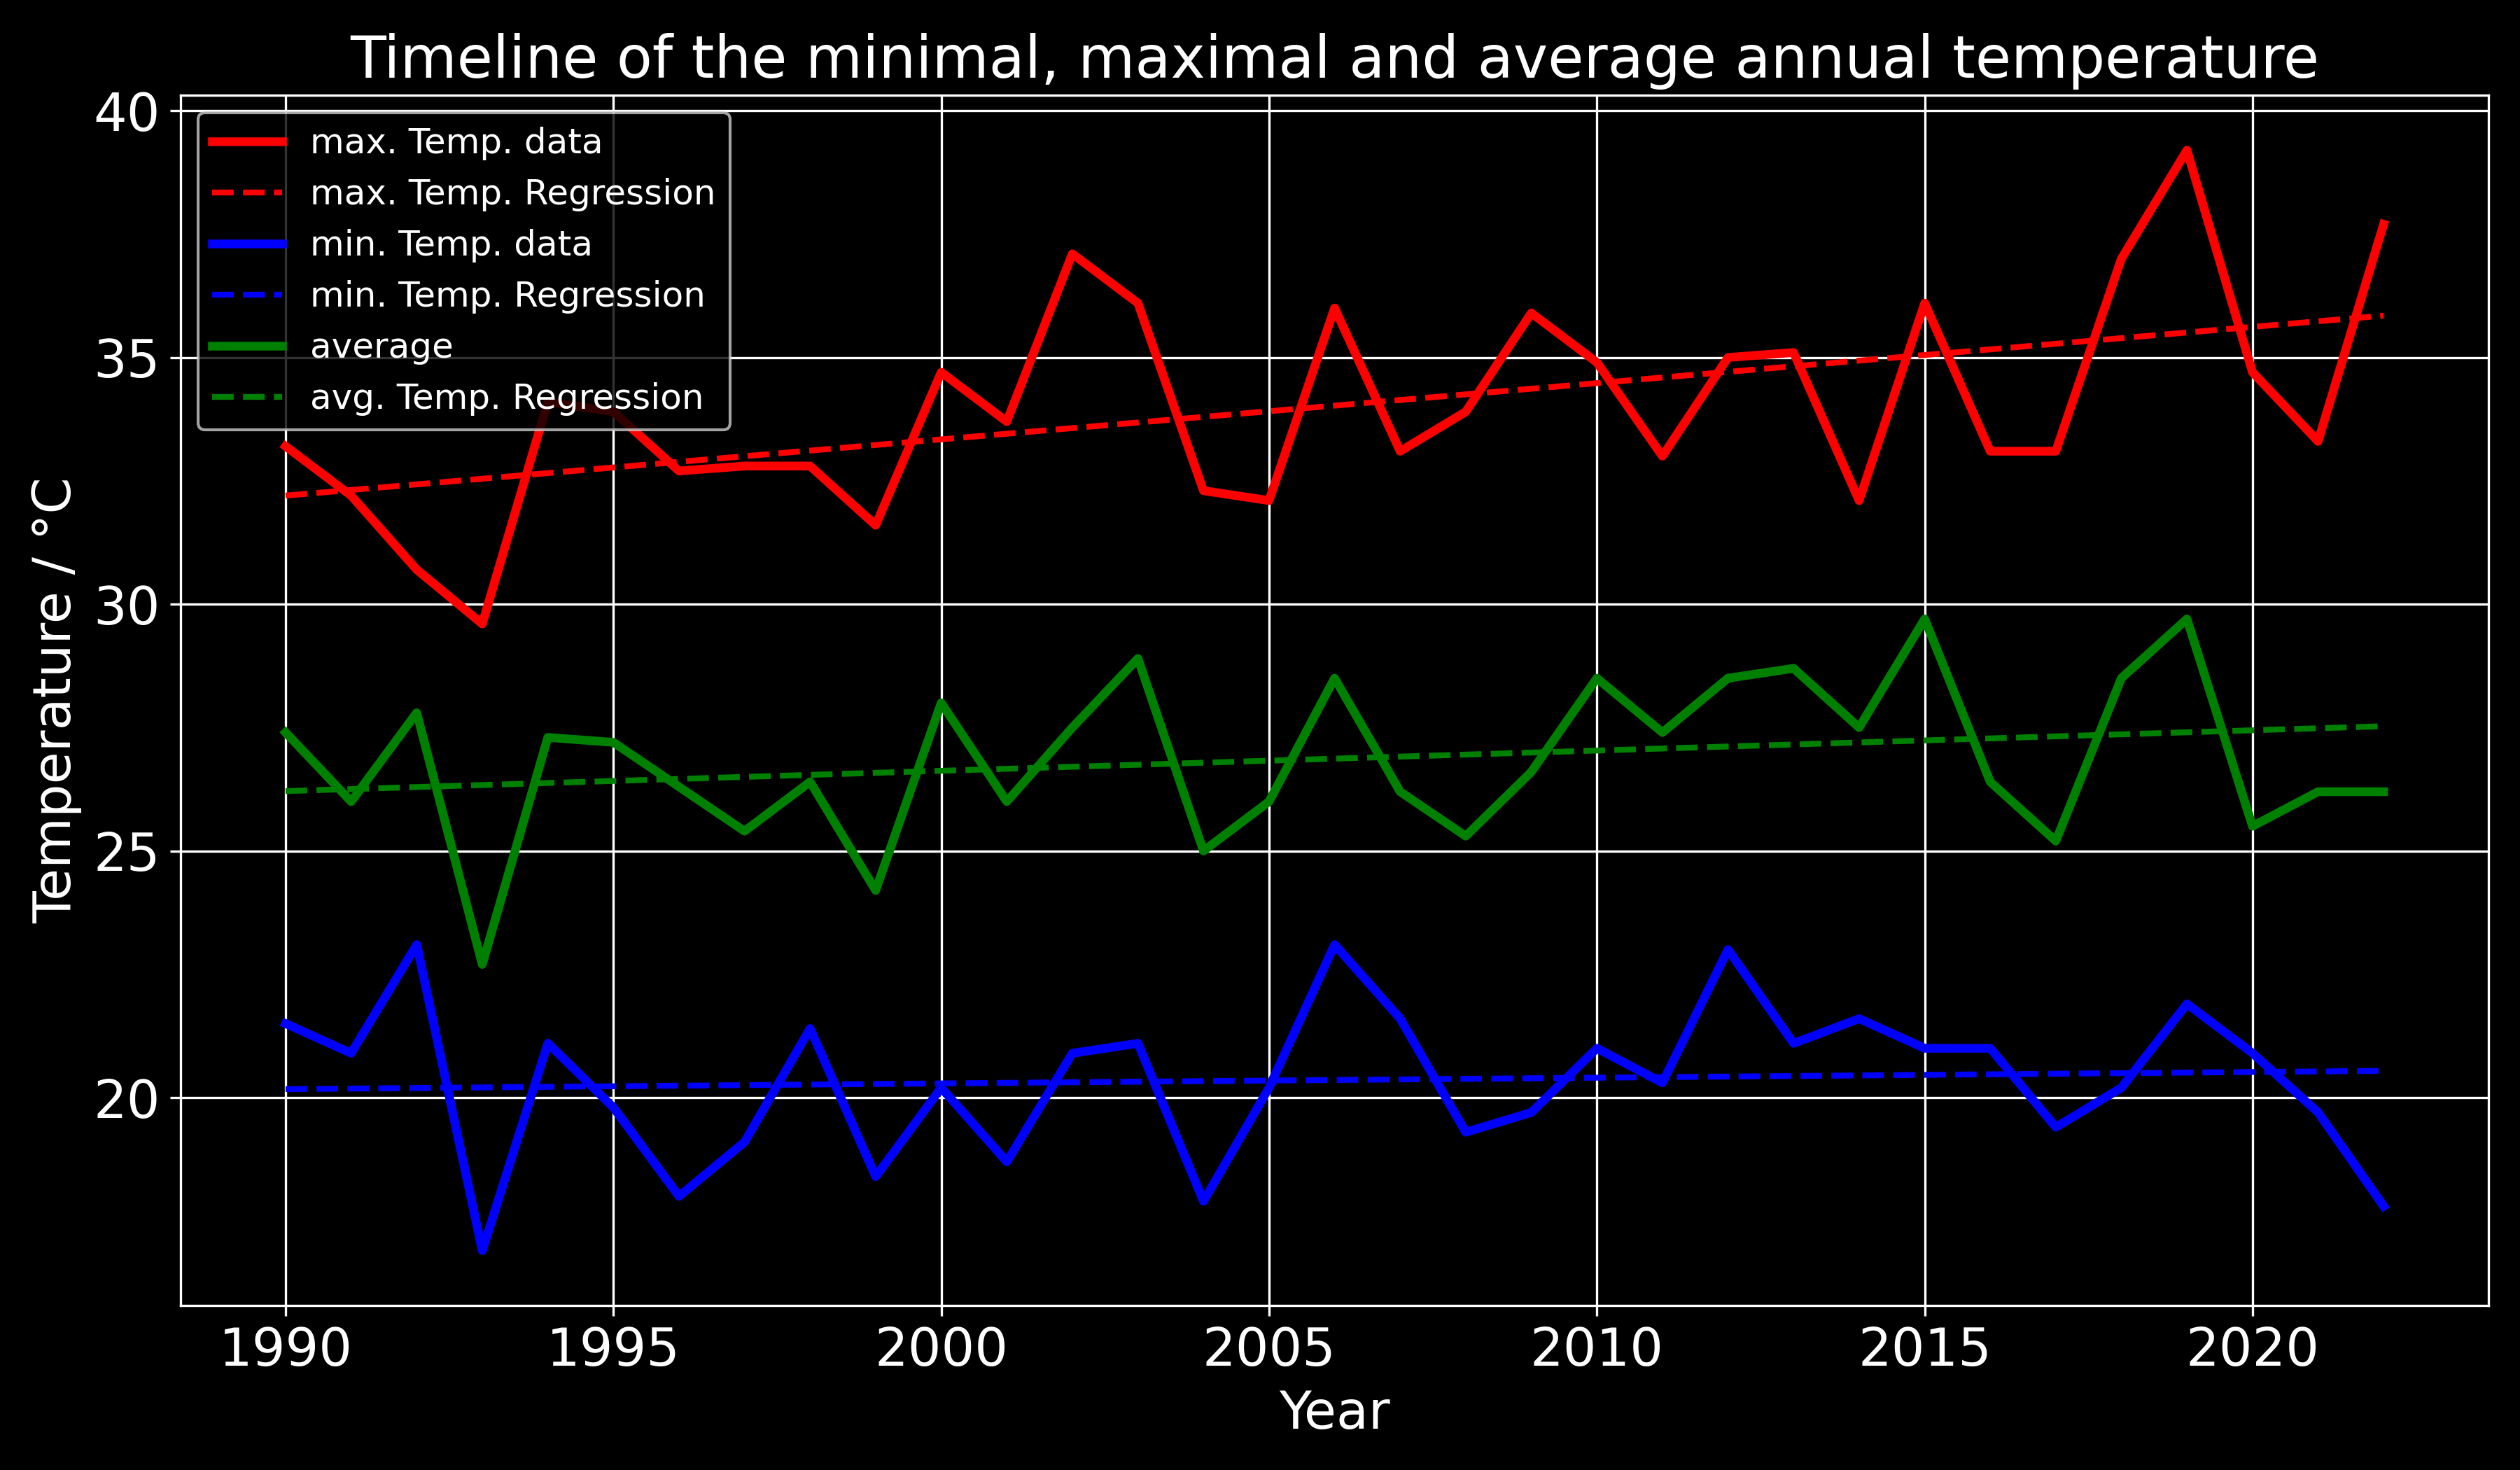 Timeline of the minimal, maximal and average annual temperature
40
35
30
25
20
Temperature / °C
max. Temp. data
max. Temp. Regression
min. Temp. data
min. Temp. Regression
average
avg. Temp. Regression
1990 1995 2000 2005 2010 2015 2020
Year